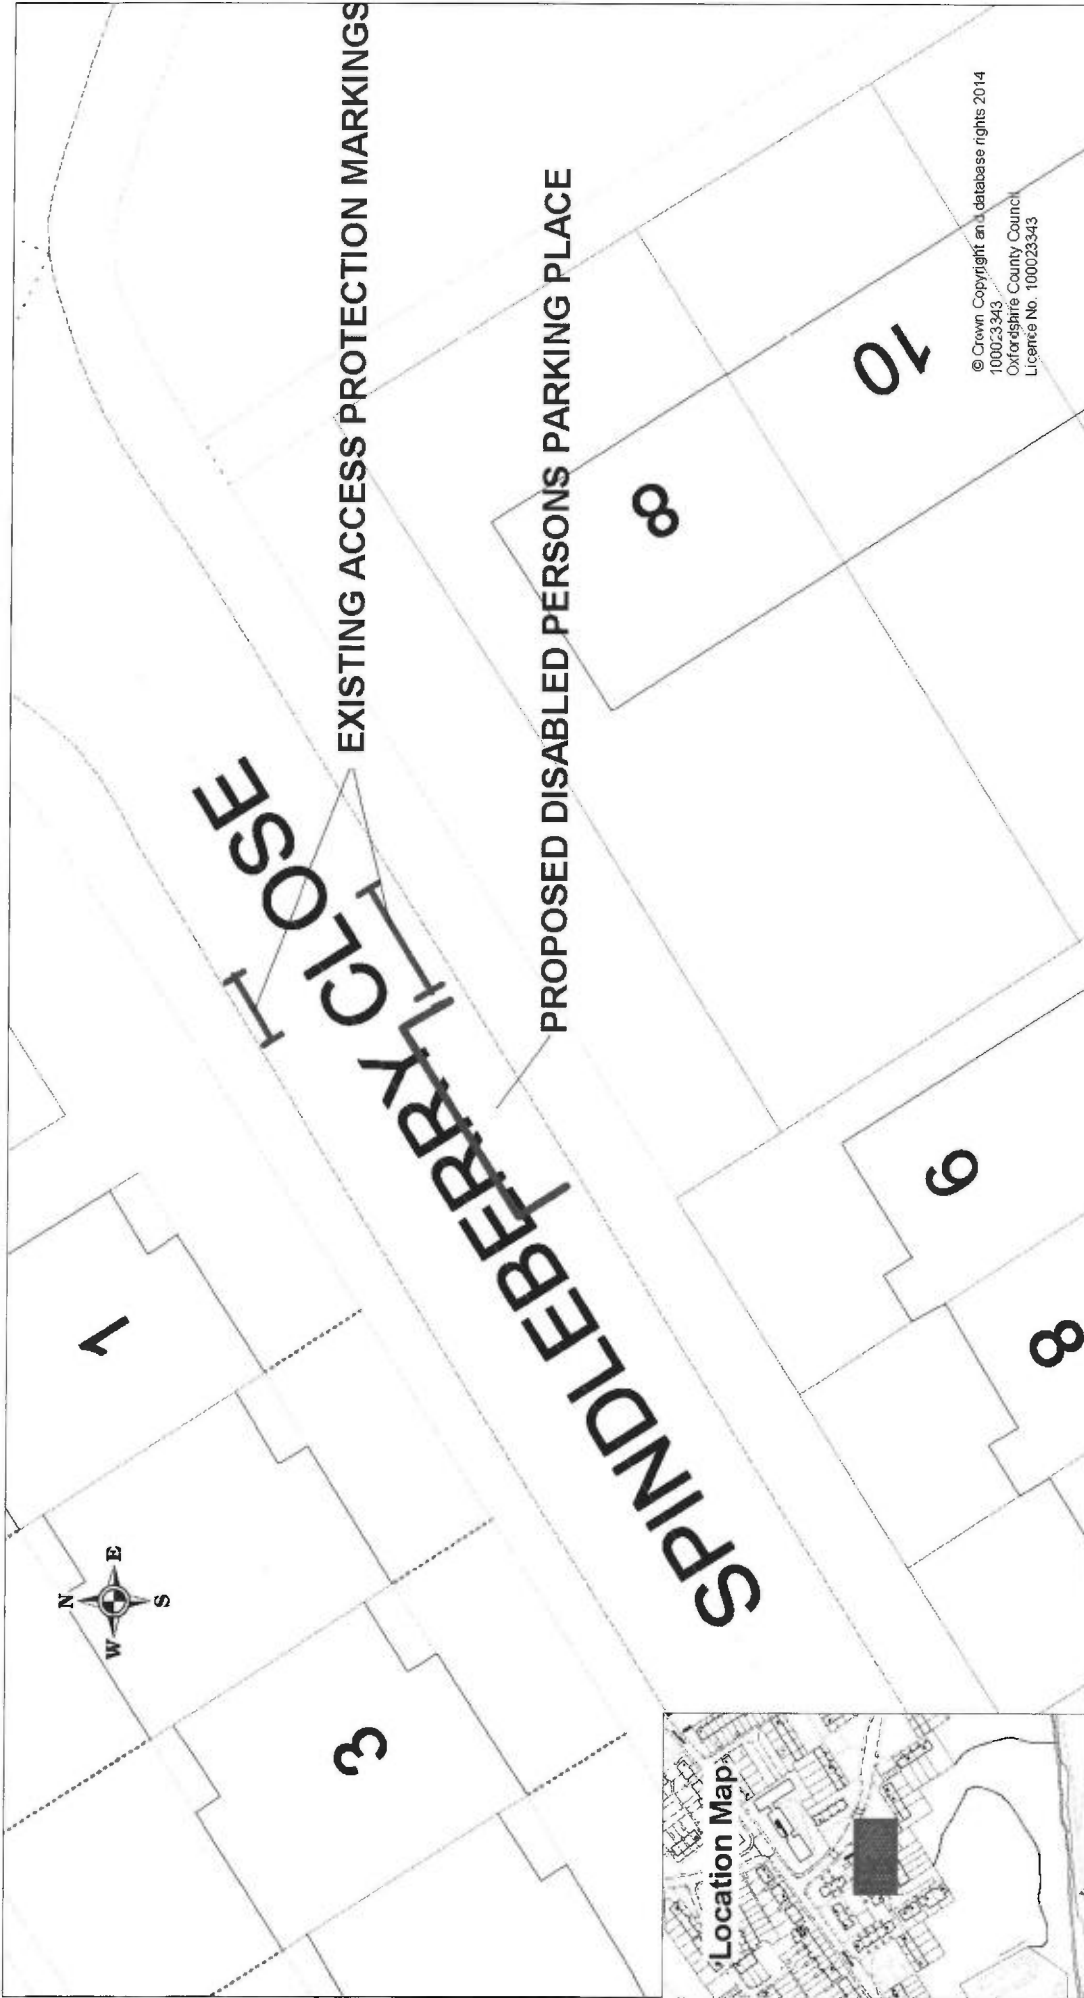 EXISTING ACCESS PROTECTION MARKINGS
PROPOSED DISABLED PERSONS PARKING PLACE
SPINDLEBERRY CLOSE
N
W
E
S
1
3
6
8
8
10
Location Map
© Crown Copyright and database rights 2014
100023343
Oxfordshire County Council
Licence No. 100023343